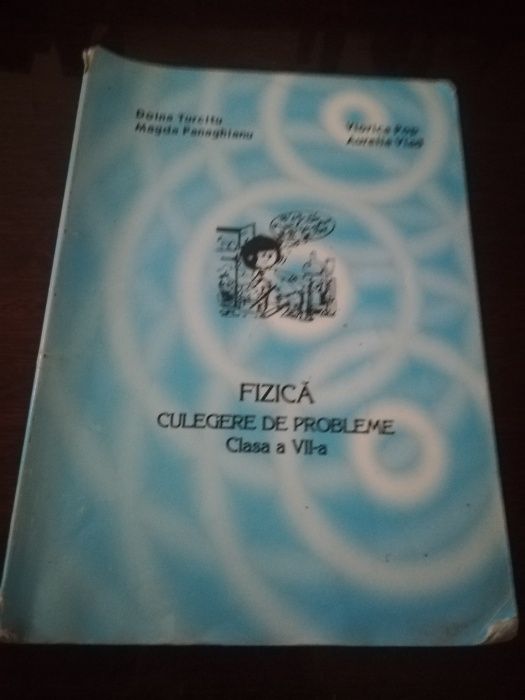 Doina Turcitu
Magda Panaghianu
Viorica Pop
Aurelia Vlad
FIZICĂ
CULEGERE DE PROBLEME
Clasa a VII-a